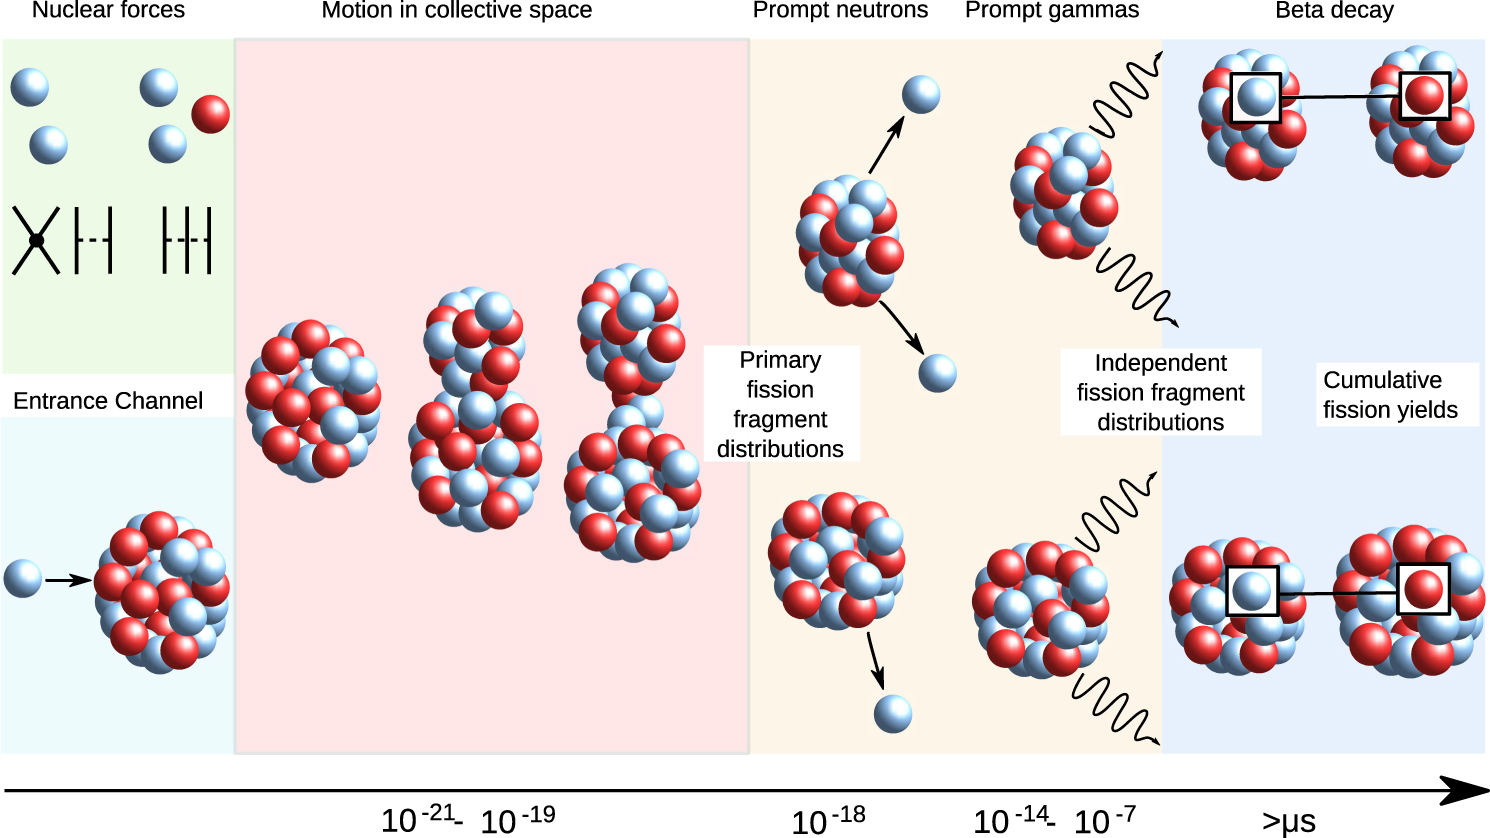 Nuclear forces
Motion in collective space
Prompt neutrons
Prompt gammas
Beta decay
Entrance Channel
Primary
fission
fragment
distributions
Independent
fission fragment
distributions
Cumulative
fission yields
10⁻²¹- 10⁻¹⁹
10⁻¹⁸
10⁻¹⁴- 10⁻⁷
>μs